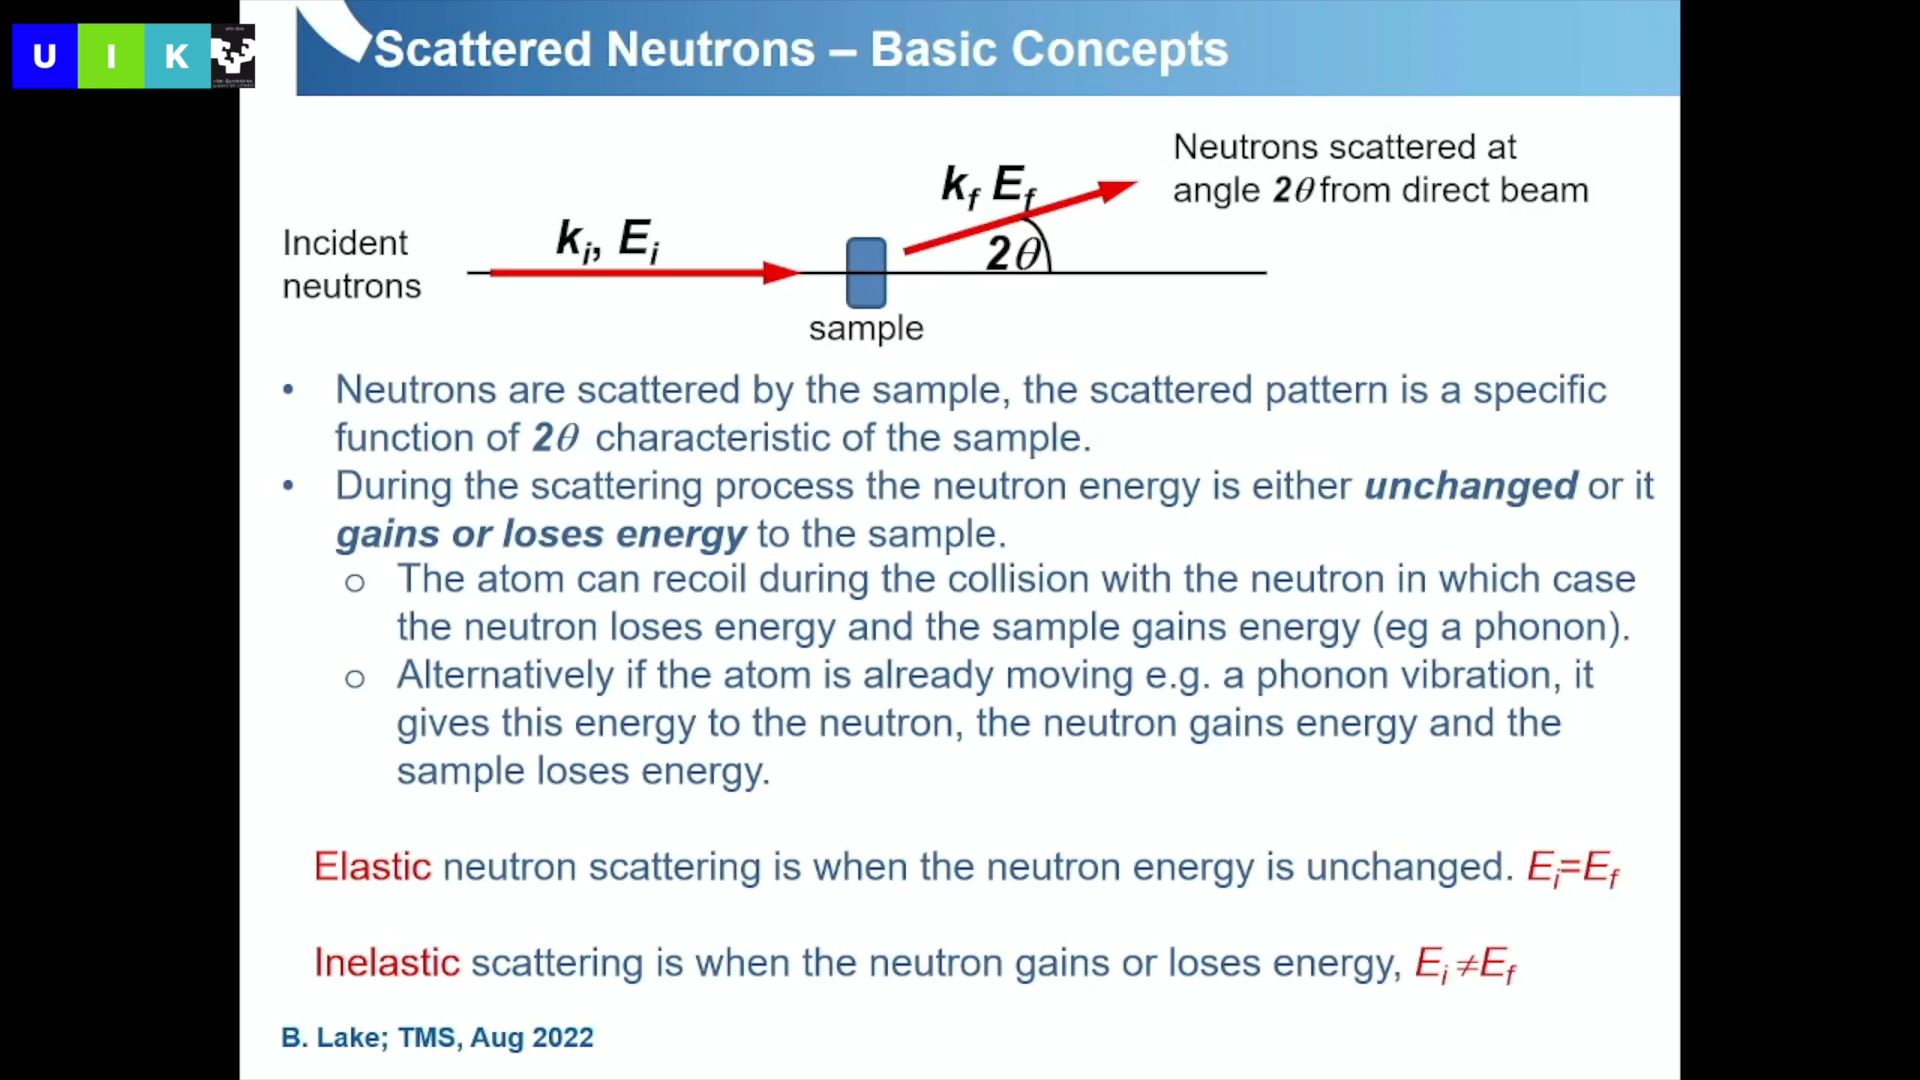 U I K
Scattered Neutrons – Basic Concepts
Neutrons scattered at
angle 2θ from direct beam
k_f E_f
k_i, E_i
Incident
neutrons
2θ
sample
• Neutrons are scattered by the sample, the scattered pattern is a specific
function of 2θ characteristic of the sample.
• During the scattering process the neutron energy is either unchanged or it
gains or loses energy to the sample.
o The atom can recoil during the collision with the neutron in which case
the neutron loses energy and the sample gains energy (eg a phonon).
o Alternatively if the atom is already moving e.g. a phonon vibration, it
gives this energy to the neutron, the neutron gains energy and the
sample loses energy.
Elastic neutron scattering is when the neutron energy is unchanged. E_i=E_f
Inelastic scattering is when the neutron gains or loses energy, E_i ≠E_f
B. Lake; TMS, Aug 2022